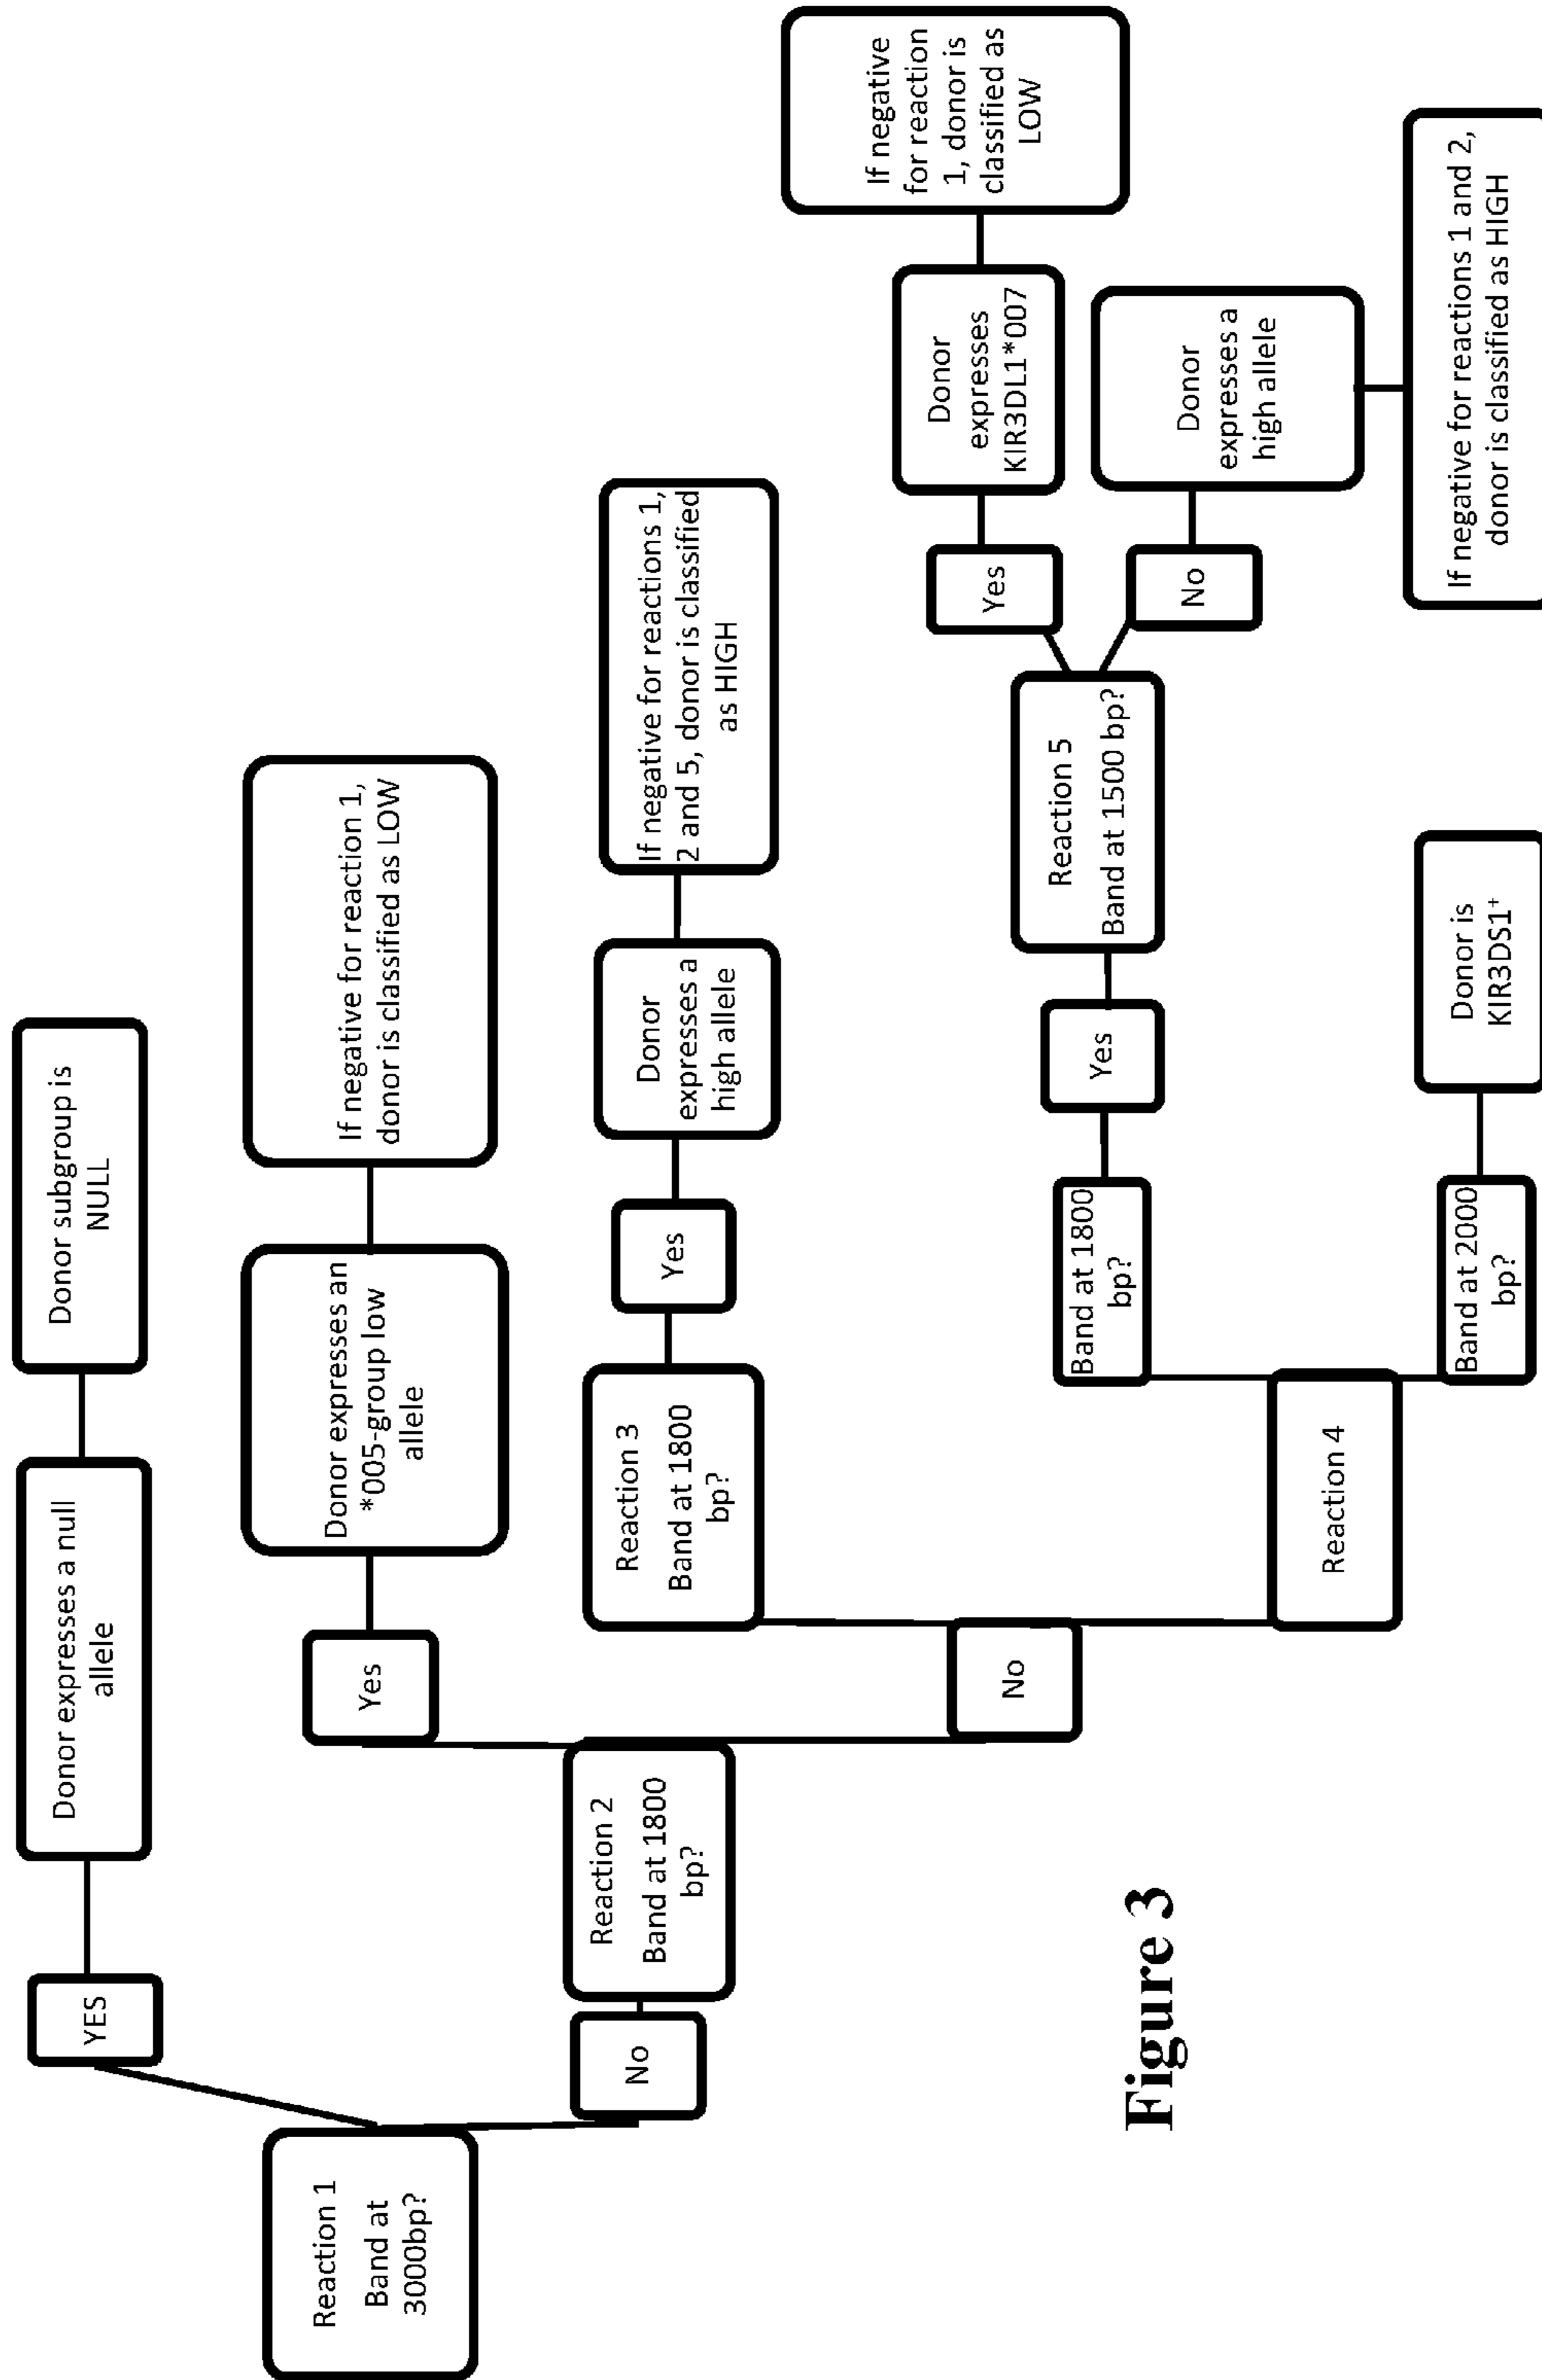 Reaction 1
Band at
3000bp?
YES
Donor expresses a null
allele
Donor subgroup is
NULL
No
Reaction 2
Band at 1800
bp?
Yes
Donor expresses an
*005-group low
allele
If negative for reaction 1,
donor is classified as LOW
No
Reaction 3
Band at 1800
bp?
Yes
Donor
expresses a
high allele
If negative for reactions 1,
2 and 5, donor is classified
as HIGH
Reaction 4
Band at 1800
bp?
Yes
Reaction 5
Band at 1500 bp?
Yes
Donor
expresses
KIR3DL1*007
If negative
for reaction
1, donor is
classified as
LOW
No
Donor
expresses a
high allele
If negative for reactions 1 and 2,
donor is classified as HIGH
Band at 2000
bp?
Donor is
KIR3DS1⁺
Figure 3